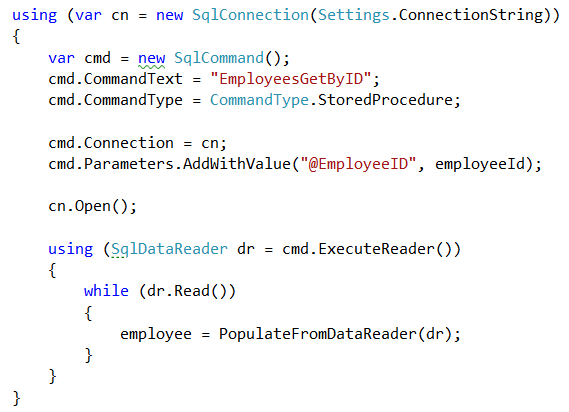 using (var cn = new SqlConnection(Settings.ConnectionString))
{
    var cmd = new SqlCommand();
    cmd.CommandText = "EmployeesGetByID";
    cmd.CommandType = CommandType.StoredProcedure;

    cmd.Connection = cn;
    cmd.Parameters.AddWithValue("@EmployeeID", employeeId);

    cn.Open();

    using (SqlDataReader dr = cmd.ExecuteReader())
    {
        while (dr.Read())
        {
            employee = PopulateFromDataReader(dr);
        }
    }
}